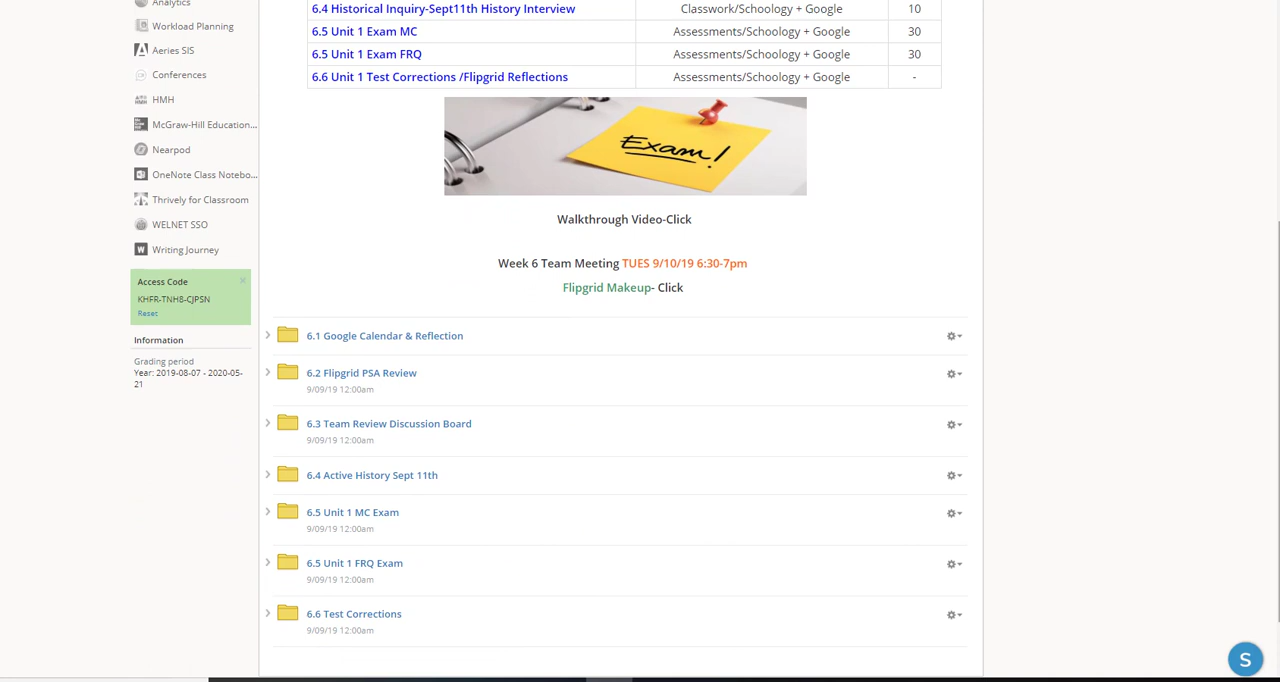 Analytics
Workload Planning
Aeries SIS
Conferences
HMH
McGraw-Hill Education...
Nearpod
OneNote Class Notebo...
Thrively for Classroom
WELNET SSO
W Writing Journey
Access Code ×
KHFR-TNH8-CJPSN
Reset
Information
Grading period
Year: 2019-08-07 - 2020-05-
21
6.4 Historical Inquiry-Sept11th History Interview Classwork/Schoology + Google 10
6.5 Unit 1 Exam MC Assessments/Schoology + Google 30
6.5 Unit 1 Exam FRQ Assessments/Schoology + Google 30
6.6 Unit 1 Test Corrections /Flipgrid Reflections Assessments/Schoology + Google -
Exam!
Walkthrough Video-Click
Week 6 Team Meeting TUES 9/10/19 6:30-7pm
Flipgrid Makeup- Click
6.1 Google Calendar & Reflection
6.2 Flipgrid PSA Review
9/09/19 12:00am
6.3 Team Review Discussion Board
9/09/19 12:00am
6.4 Active History Sept 11th
6.5 Unit 1 MC Exam
9/09/19 12:00am
6.5 Unit 1 FRQ Exam
9/09/19 12:00am
6.6 Test Corrections
9/09/19 12:00am
S